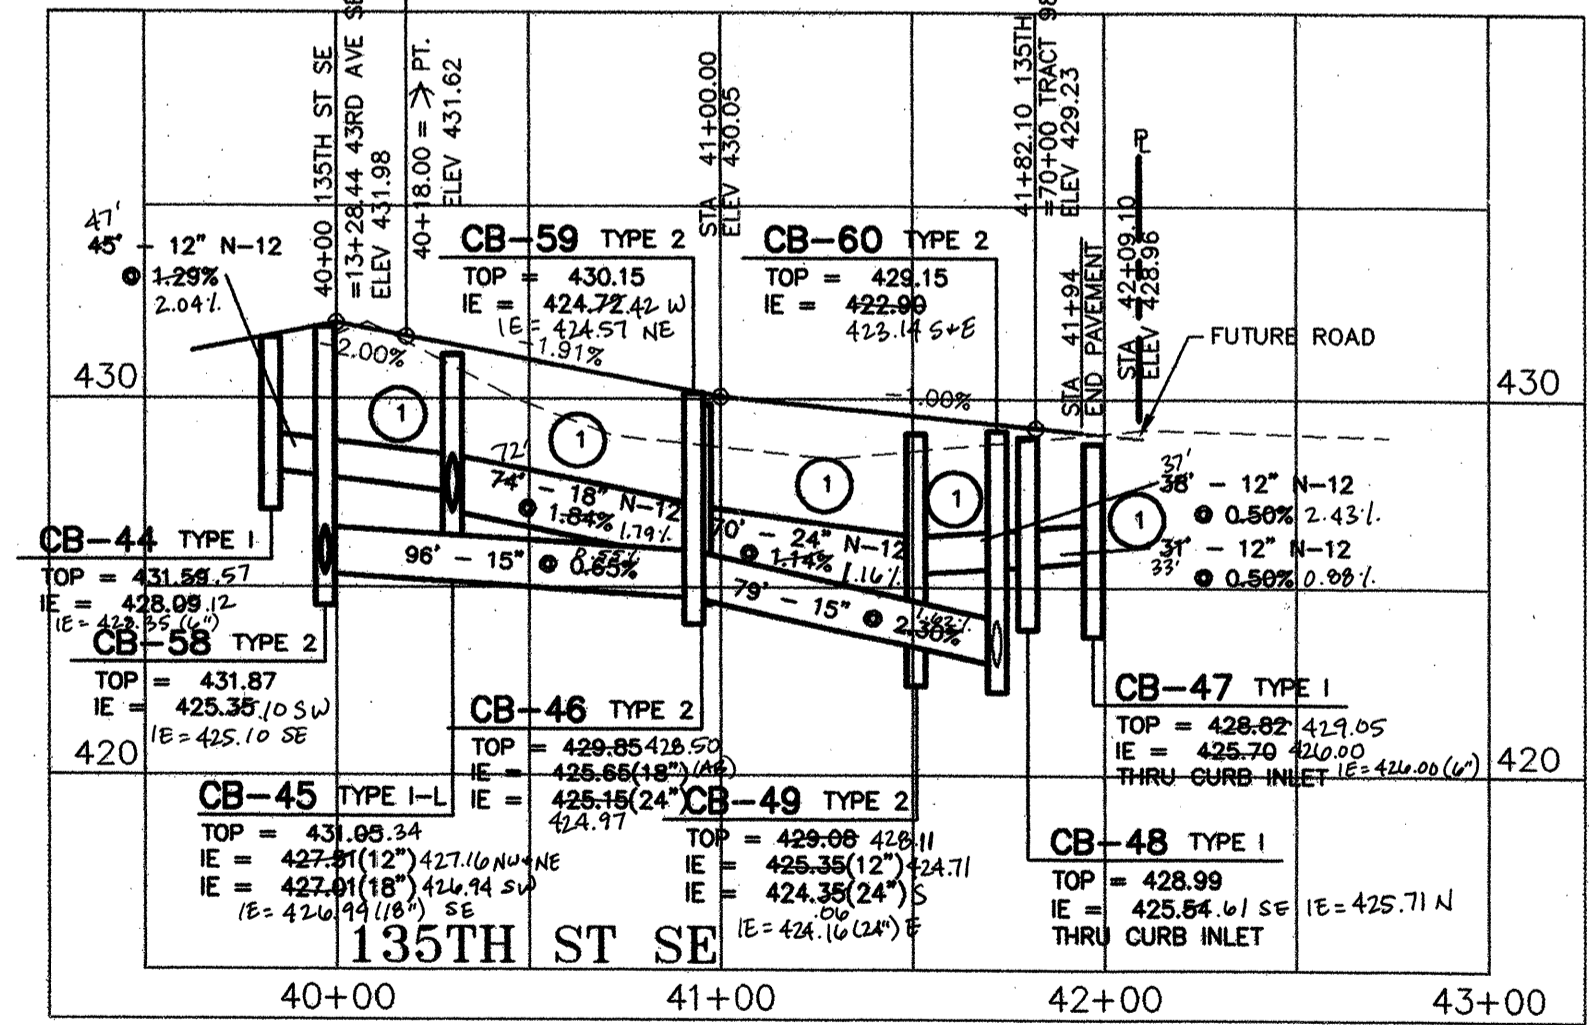 40+00 135TH ST SE
=13+28.44 43RD AVE SE
ELEV 431.98
40+18.00 = PT.
ELEV 431.62
STA 41+00.00
ELEV 430.05
41+82.10 135TH
=70+00 TRACT 98
ELEV 429.23
STA 41+94
END PAVEMENT
STA 42+09.10
ELEV 428.96
PL
FUTURE ROAD
47'
45' - 12" N-12
@ 1.29%
2.04%
CB-59 TYPE 2
TOP = 430.15
IE = 424.72 .42 W
IE = 424.57 NE
CB-60 TYPE 2
TOP = 429.15
IE = 422.90
423.14 S+E
-2.00%
-1.91%
-1.00%
430
430
1
1
1
1
1
72'
74' - 18" N-12
@ 1.84% 1.79%
70' - 24" N-12
@ 1.14%
1.16%
96' - 15" @ 0.65%
0.55%
79' - 15" @ 2.30%
1.62%
37'
38' - 12" N-12
@ 0.50% 2.43%
31' - 12" N-12
33'
@ 0.50% 0.88%
CB-44 TYPE I
TOP = 431.59 .57
IE = 428.09 .12
IE = 428.35 (6")
CB-58 TYPE 2
TOP = 431.87
IE = 425.35 .10 SW
IE = 425.10 SE
CB-46 TYPE 2
TOP = 429.85 428.50
IE = 425.65(18")
IE = 425.15(24")
424.97
CB-47 TYPE I
TOP = 428.82 429.05
IE = 425.70 426.00
THRU CURB INLET IE=426.00 (6")
420
420
CB-45 TYPE I-L
TOP = 431.05 .34
IE = 427.31(12") 427.16 NW+NE
IE = 427.01(18") 426.94 SW
IE = 426.99 (18") SE
CB-49 TYPE 2
TOP = 429.08 428.11
IE = 425.35(12") 424.71
IE = 424.35(24") S
.06
IE = 424.16 (24") E
CB-48 TYPE I
TOP = 428.99
IE = 425.54 .61 SE IE=425.71 N
THRU CURB INLET
135TH ST SE
40+00
41+00
42+00
43+00